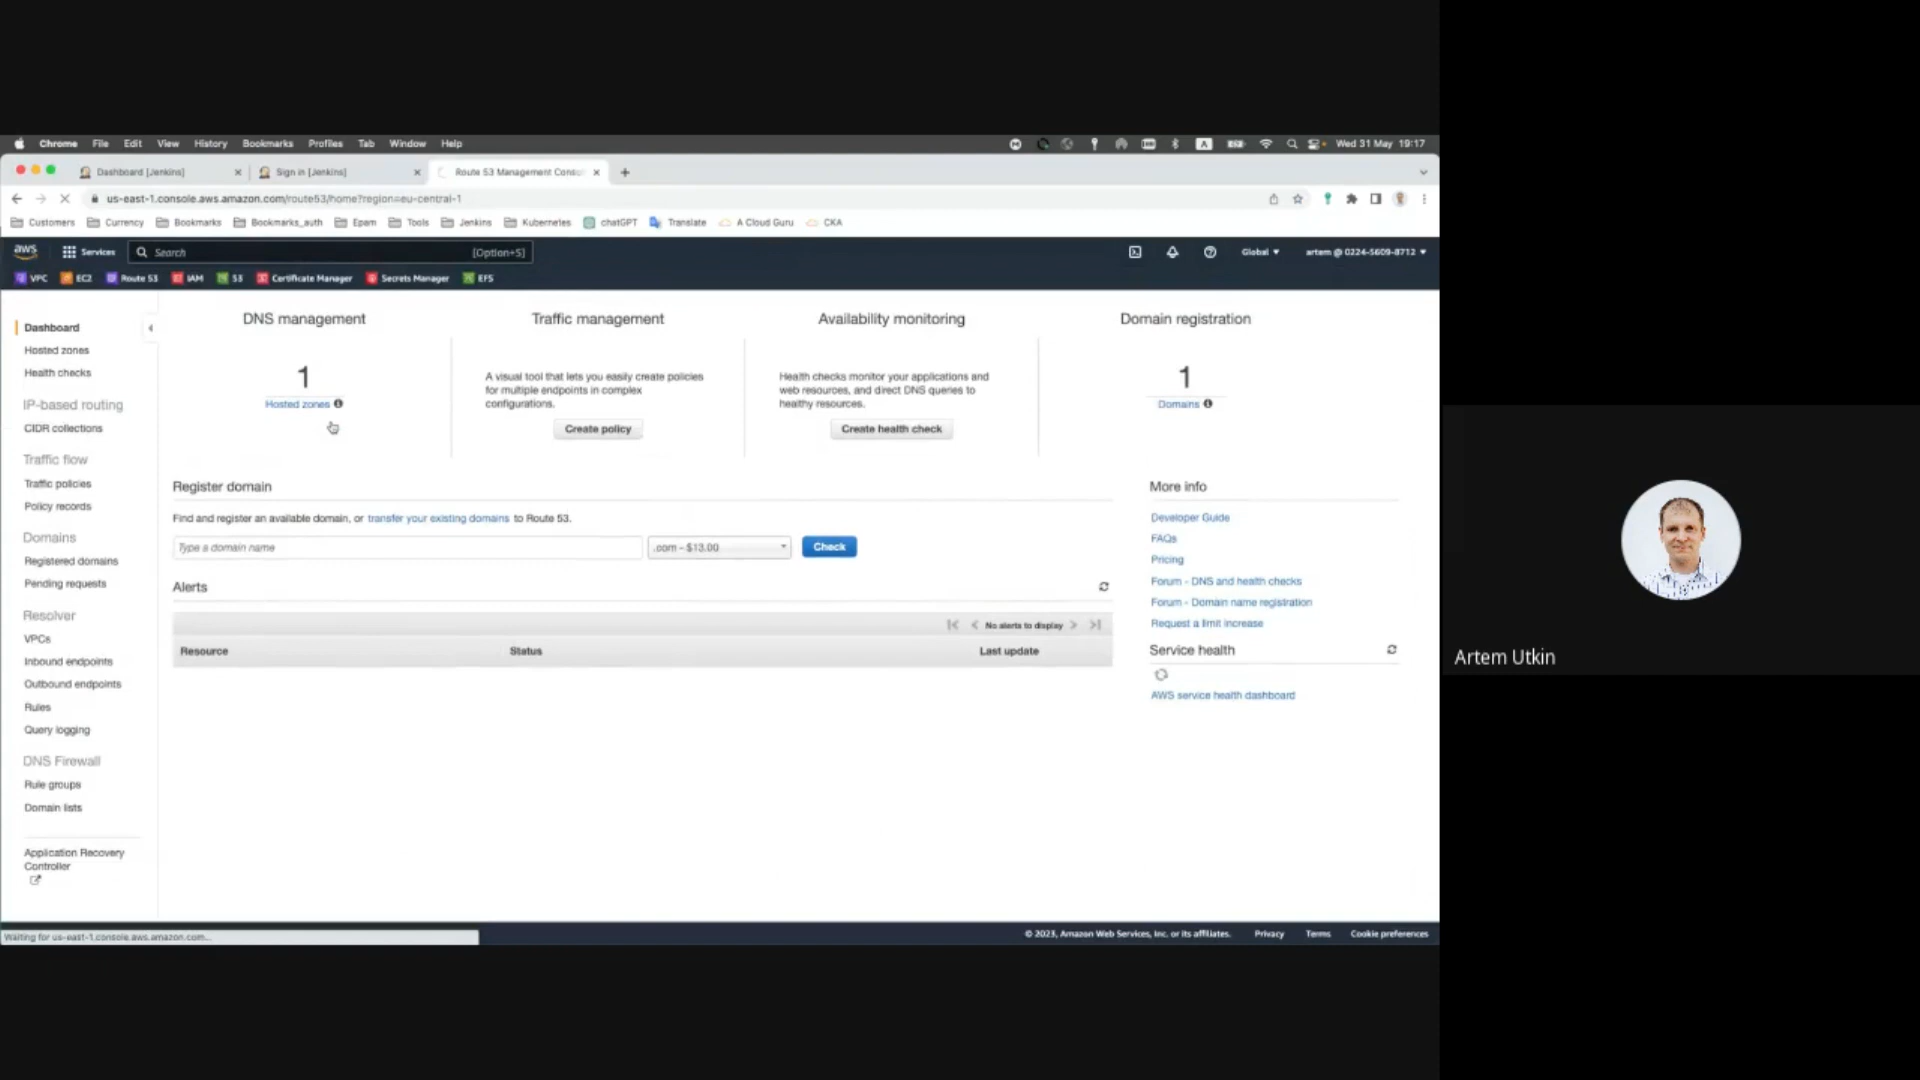 Chrome File Edit View History Bookmarks Profiles Tab Window Help
Wed 31 May 19:17
Dashboard [Jenkins]
Sign in [Jenkins]
Route 53 Management Consol
us-east-1.console.aws.amazon.com/route53/home?region=eu-central-1
Customers Currency Bookmarks Bookmarks_auth Epam Tools Jenkins Kubernetes chatGPT Translate A Cloud Guru CKA
aws Services Search [Option+S] Global artem @ 0224-5609-8712
VPC EC2 Route 53 IAM S3 Certificate Manager Secrets Manager EFS
Dashboard
Hosted zones
Health checks
IP-based routing
CIDR collections
Traffic flow
Traffic policies
Policy records
Domains
Registered domains
Pending requests
Resolver
VPCs
Inbound endpoints
Outbound endpoints
Rules
Query logging
DNS Firewall
Rule groups
Domain lists
Application Recovery
Controller
DNS management
1
Hosted zones
Traffic management
A visual tool that lets you easily create policies
for multiple endpoints in complex
configurations.
Create policy
Availability monitoring
Health checks monitor your applications and
web resources, and direct DNS queries to
healthy resources.
Create health check
Domain registration
1
Domains
Register domain
Find and register an available domain, or transfer your existing domains to Route 53.
Type a domain name
.com - $13.00
Check
Alerts
No alerts to display
Resource Status Last update
More info
Developer Guide
FAQs
Pricing
Forum - DNS and health checks
Forum - Domain name registration
Request a limit increase
Service health
AWS service health dashboard
Waiting for us-east-1.console.aws.amazon.com...
© 2023, Amazon Web Services, Inc. or its affiliates. Privacy Terms Cookie preferences
Artem Utkin